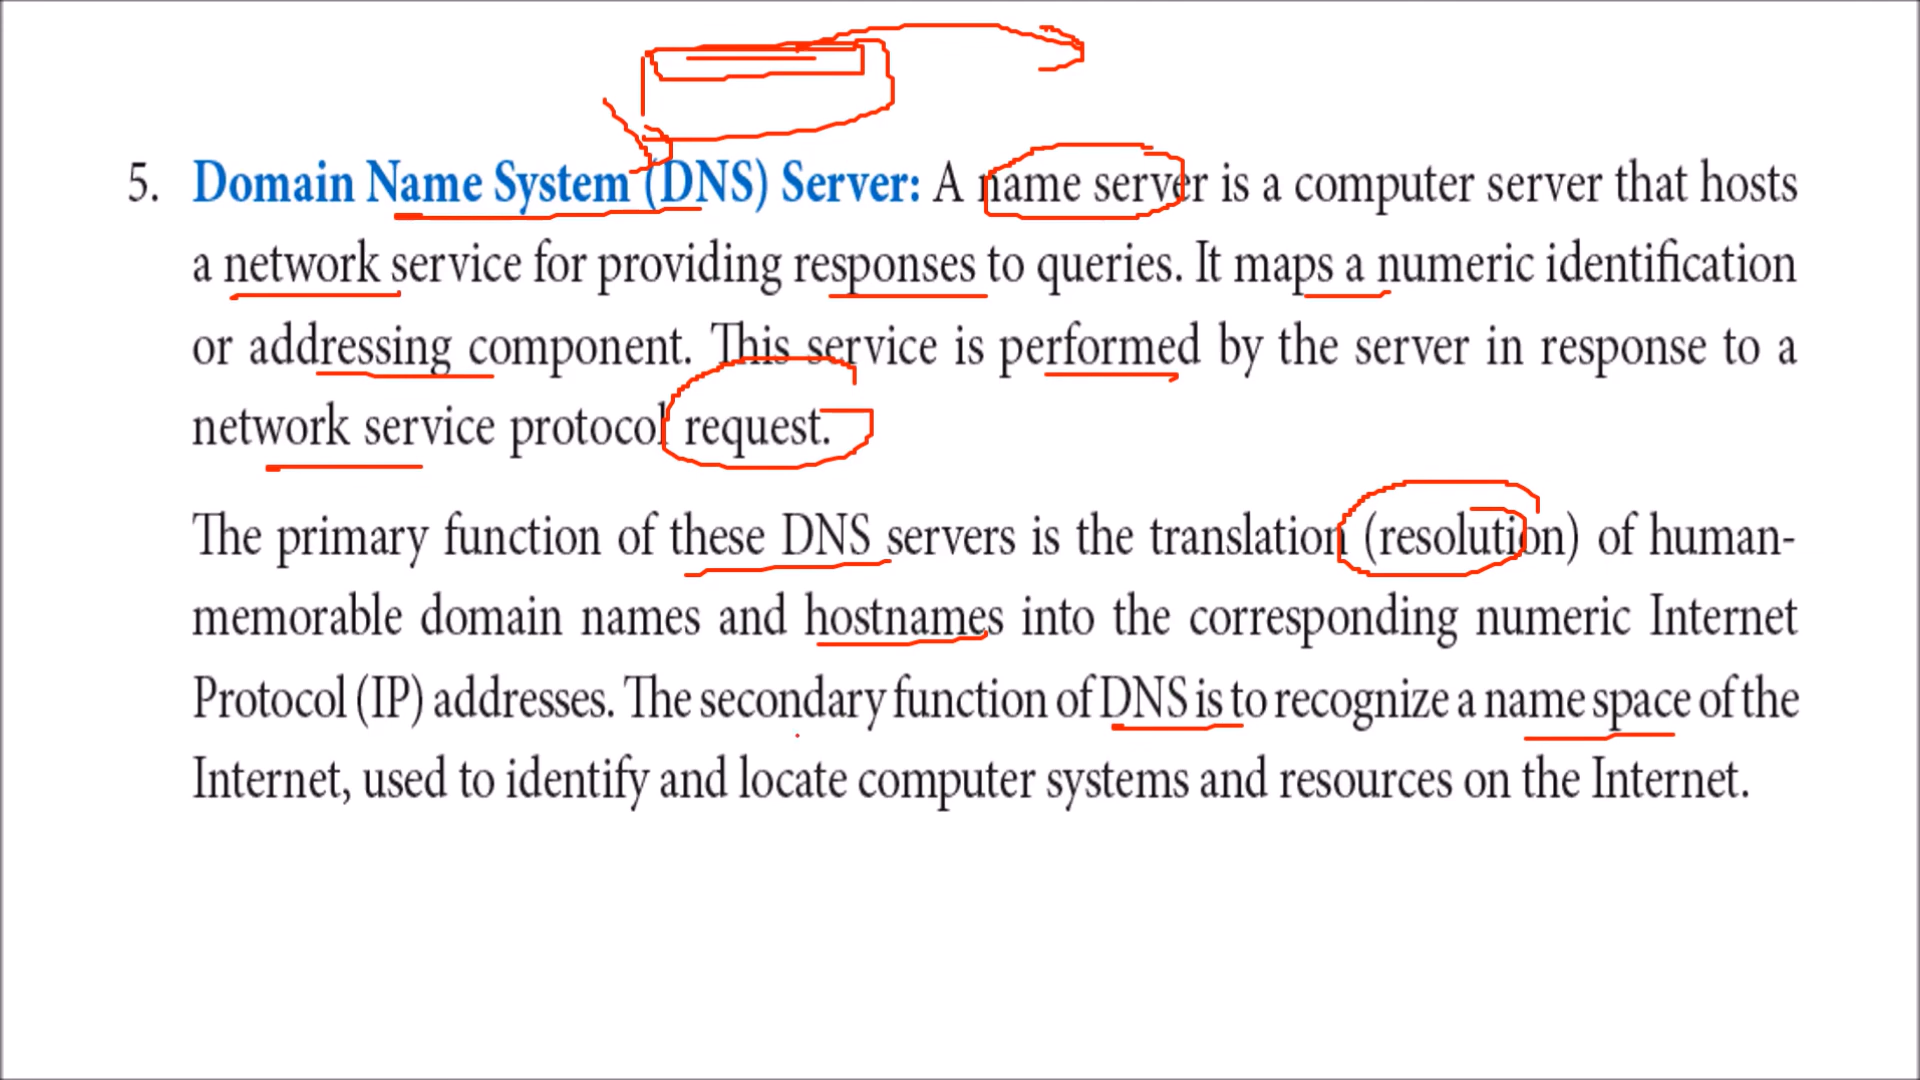 5. Domain Name System (DNS) Server: A name server is a computer server that hosts
a network service for providing responses to queries. It maps a numeric identification
or addressing component. This service is performed by the server in response to a
network service protocol request.
The primary function of these DNS servers is the translation (resolution) of human-
memorable domain names and hostnames into the corresponding numeric Internet
Protocol (IP) addresses. The secondary function of DNS is to recognize a name space of the
Internet, used to identify and locate computer systems and resources on the Internet.